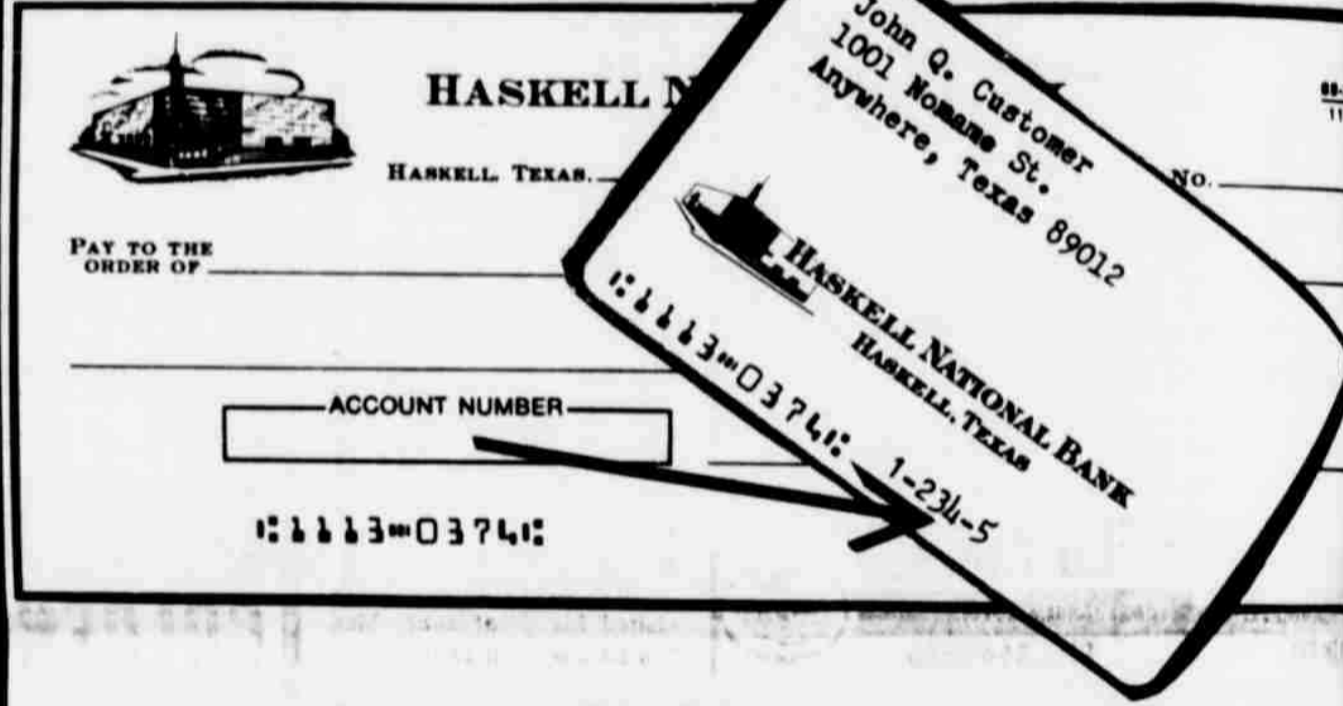 HASKELL N
HASKELL, TEXAS.
No.
PAY TO THE
ORDER OF
ACCOUNT NUMBER
⑆1113⑉0374⑆
John Q. Customer
1001 Noname St.
Anywhere, Texas 89012
HASKELL NATIONAL BANK
HASKELL, TEXAS
⑆1113⑉0374⑆ 1-234-5